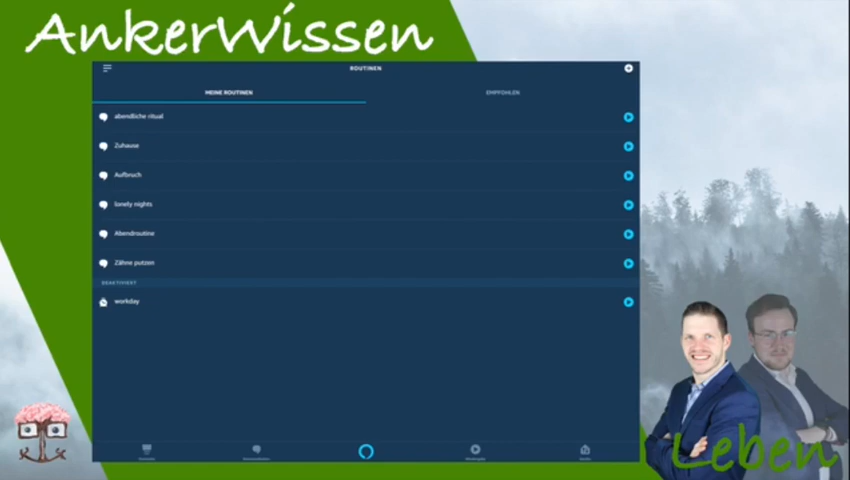 AnkerWissen
ROUTINEN
MEINE ROUTINEN
EMPFOHLEN
abendliche ritual
Zuhause
Aufbruch
lonely nights
Abendroutine
Zähne putzen
DEAKTIVIERT
workday
Leben